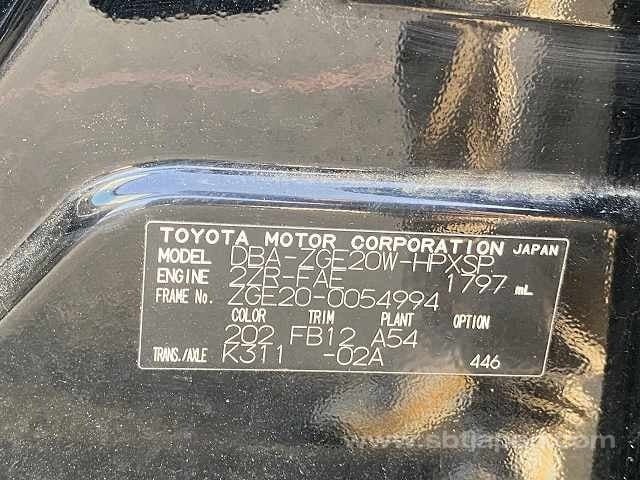 TOYOTA MOTOR CORPORATION JAPAN
MODEL DBA-ZGE20W-HPXSP
ENGINE 2ZR-FAE 1797 mL
FRAME No. ZGE20-0054994
COLOR TRIM PLANT OPTION
202 FB12 A54
TRANS./AXLE K311 -02A 446
www.sbtjapan.com